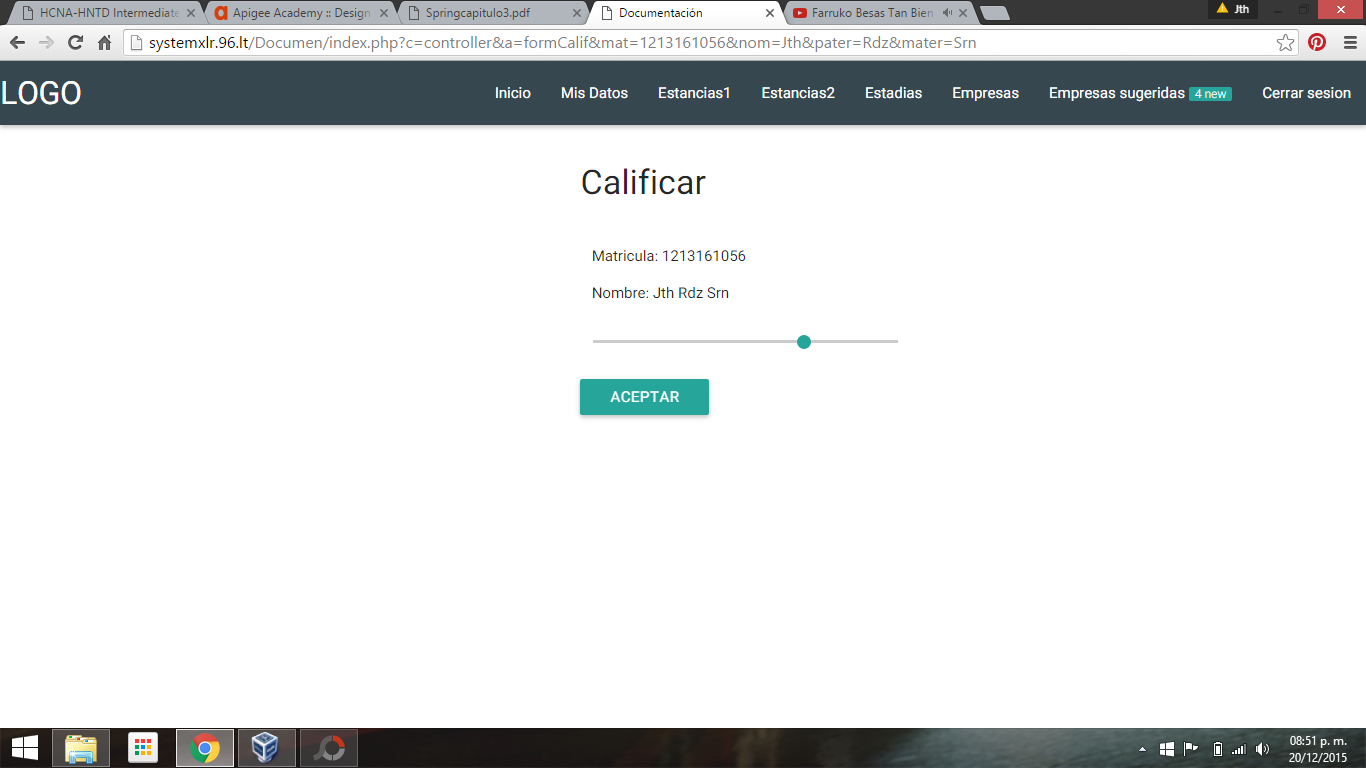 HCNA-HNTD Intermediate
Apigee Academy :: Design
Springcapitulo3.pdf
Documentación
Farruko Besas Tan Bien
Jth
systemxlr.96.lt/Documen/index.php?c=controller&a=formCalif&mat=1213161056&nom=Jth&pater=Rdz&mater=Srn
LOGO
Inicio
Mis Datos
Estancias1
Estancias2
Estadias
Empresas
Empresas sugeridas 4 new
Cerrar sesion
Calificar
Matricula: 1213161056
Nombre: Jth Rdz Srn
ACEPTAR
08:51 p. m.
20/12/2015